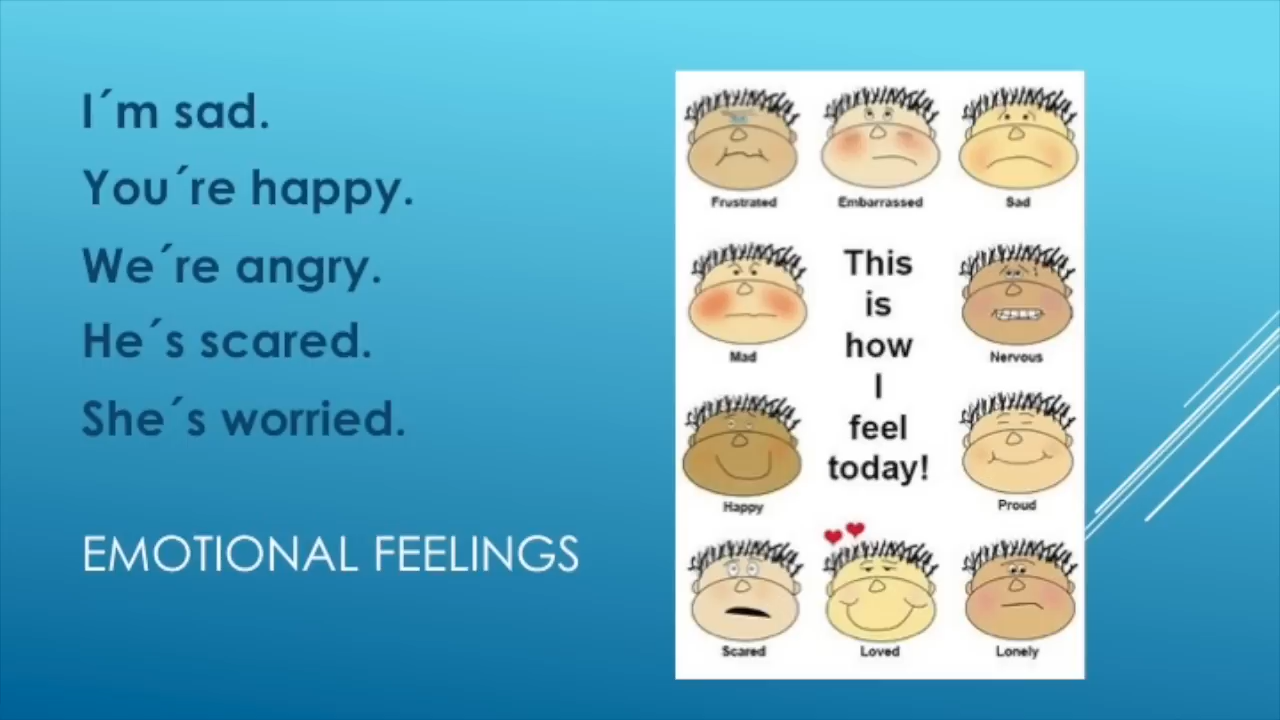 I´m sad.
You´re happy.
We´re angry.
He´s scared.
She´s worried.
EMOTIONAL FEELINGS
Frustrated
Embarrassed
Sad
Mad
This
is
how
I
feel
today!
Nervous
Happy
Proud
Scared
Loved
Lonely